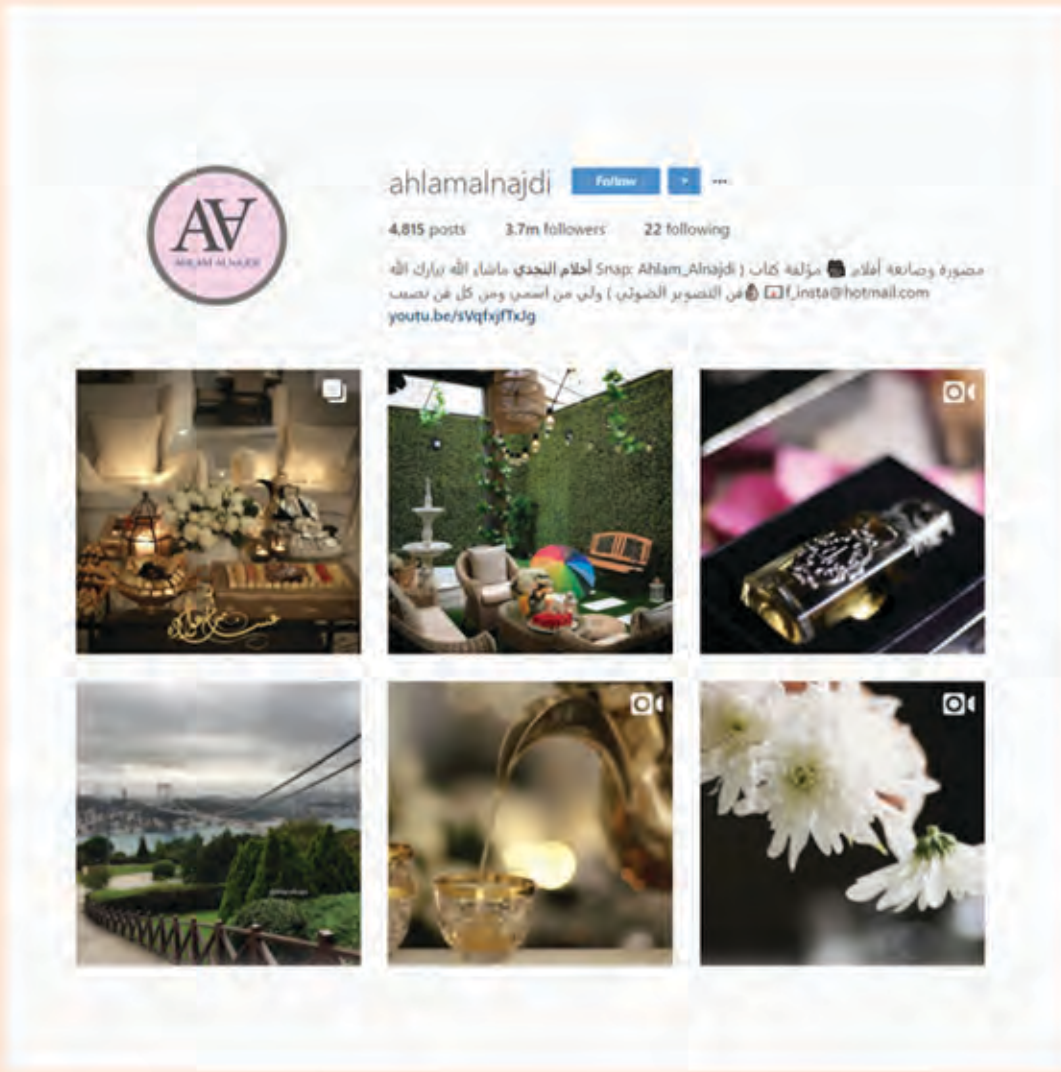 AA
AHLAM ALNAJDI
ahlamalnajdi Follow
4,815 posts 3.7m followers 22 following
أحلام النجدي ماشاء الله تبارك الله Snap: Ahlam_Alnajdi مصورة وصانعة أفلام 📷 مؤلفة كتاب (
فن التصوير الضوئي ) ولي من اسمي ومن كل فن نصيب f_insta@hotmail.com
youtu.be/sVqfxjfTxJg